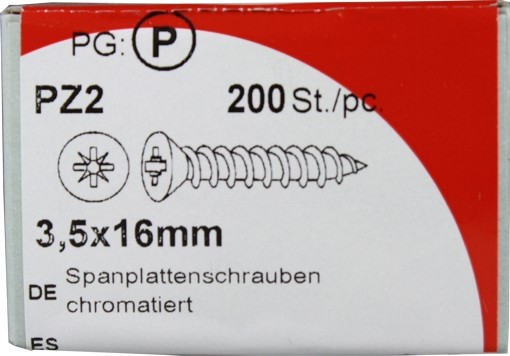 PG: P
PZ2 200 St./pc.
3,5x16mm
DE Spanplattenschrauben
chromatiert
ES